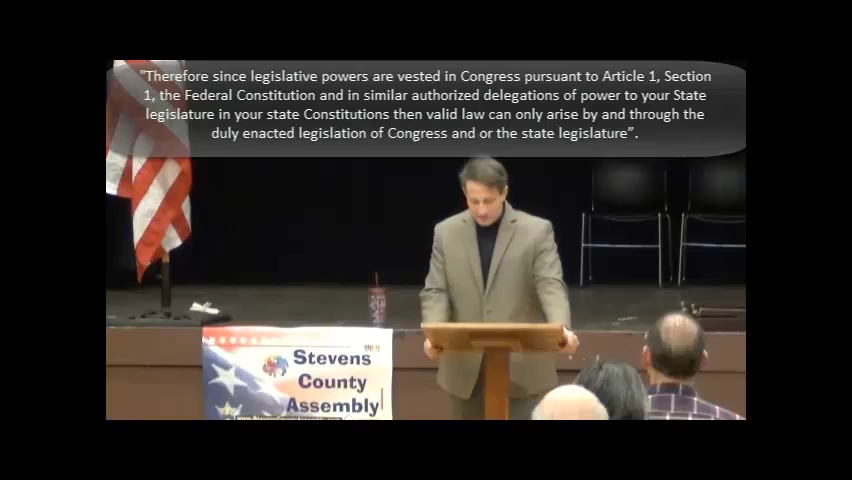 "Therefore since legislative powers are vested in Congress pursuant to Article 1, Section
1, the Federal Constitution and in similar authorized delegations of power to your State
legislature in your state Constitutions then valid law can only arise by and through the
duly enacted legislation of Congress and or the state legislature”.
Stevens
County
Assembly